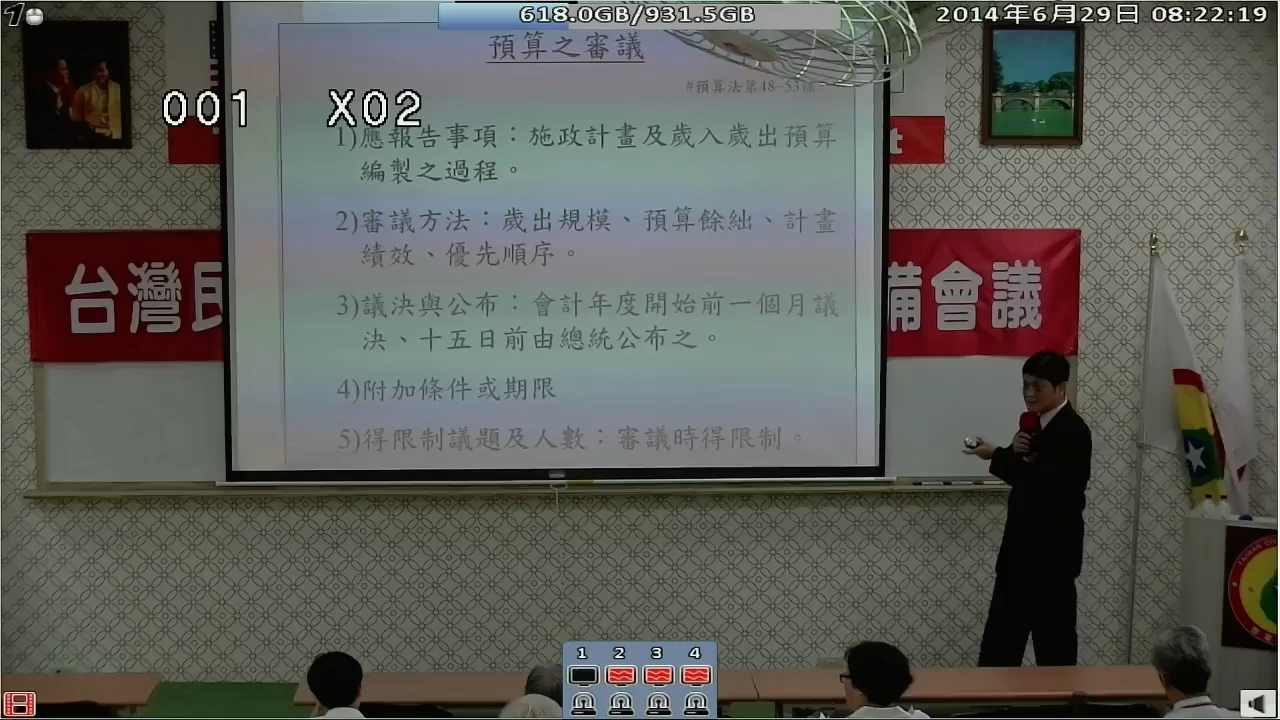 1
618.0GB/931.5GB
2014年6月29日 08:22:19
預算之審議
#預算法第48-53條
001 X02
1)應報告事項：施政計畫及歲入歲出預算
編製之過程。
2)審議方法：歲出規模、預算餘絀、計畫
績效、優先順序。
3)議決與公布：會計年度開始前一個月議
決、十五日前由總統公布之。
4)附加條件或期限
5)得限制議題及人數：審議時得限制。
t
台灣民
備會議
1 2 3 4